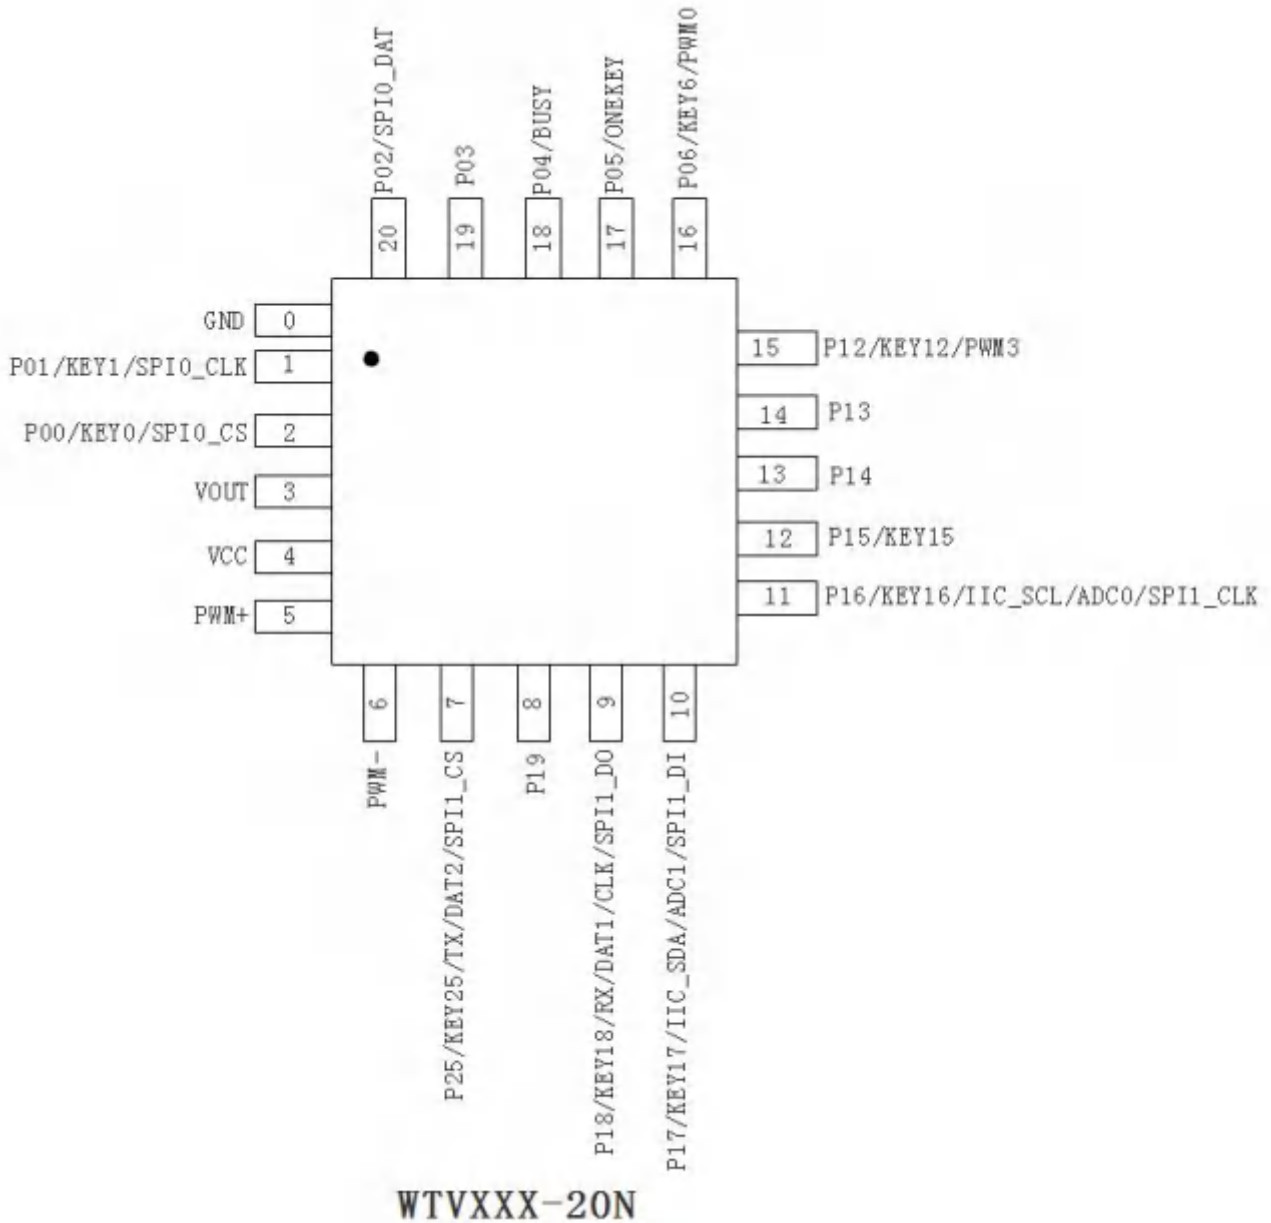 P02/SPI0_DAT
P03
P04/BUSY
P05/ONEKEY
P06/KEY6/PWM0
20
19
18
17
16
GND 0
P01/KEY1/SPI0_CLK 1
P00/KEY0/SPI0_CS 2
VOUT 3
VCC 4
PWM+ 5
15 P12/KEY12/PWM3
14 P13
13 P14
12 P15/KEY15
11 P16/KEY16/IIC_SCL/ADC0/SPI1_CLK
6
7
8
9
10
PWM-
P25/KEY25/TX/DAT2/SPI1_CS
P19
P18/KEY18/RX/DAT1/CLK/SPI1_DO
P17/KEY17/IIC_SDA/ADC1/SPI1_DI
WTVXXX-20N